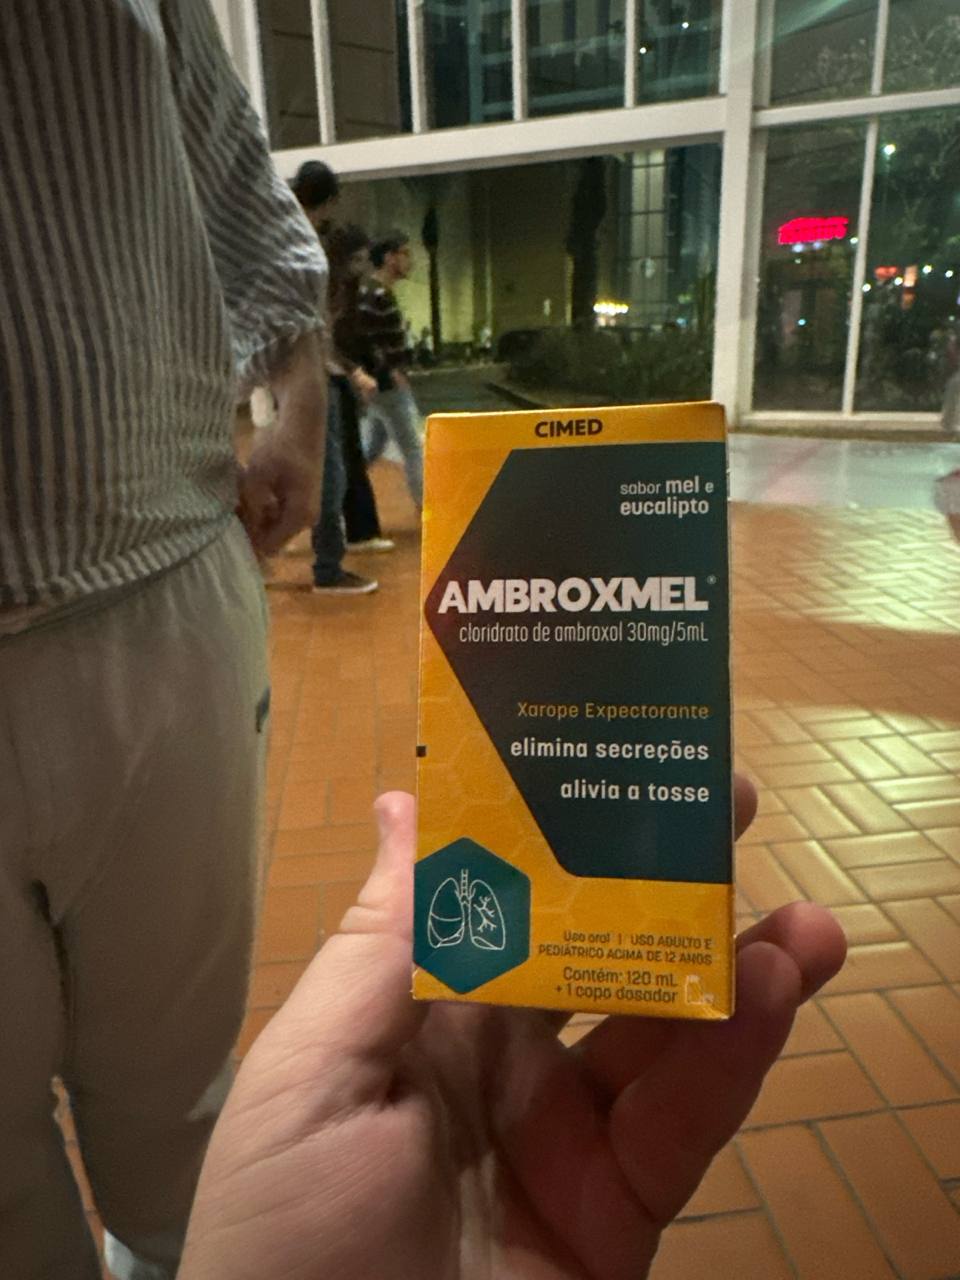 CIMED
sabor mel e
eucalipto
AMBROXMEL®
cloridrato de ambroxol 30mg/5mL
Xarope Expectorante
elimina secreções
alivia a tosse
Uso oral | USO ADULTO E
PEDIÁTRICO ACIMA DE 12 ANOS
Contém: 120 mL
+ 1 copo dosador